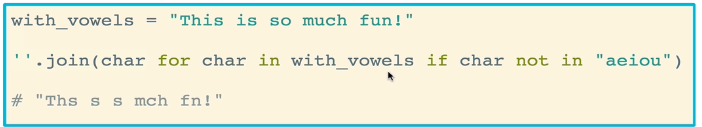 with_vowels = "This is so much fun!"
''.join(char for char in with_vowels if char not in "aeiou")
# "Ths s s mch fn!"